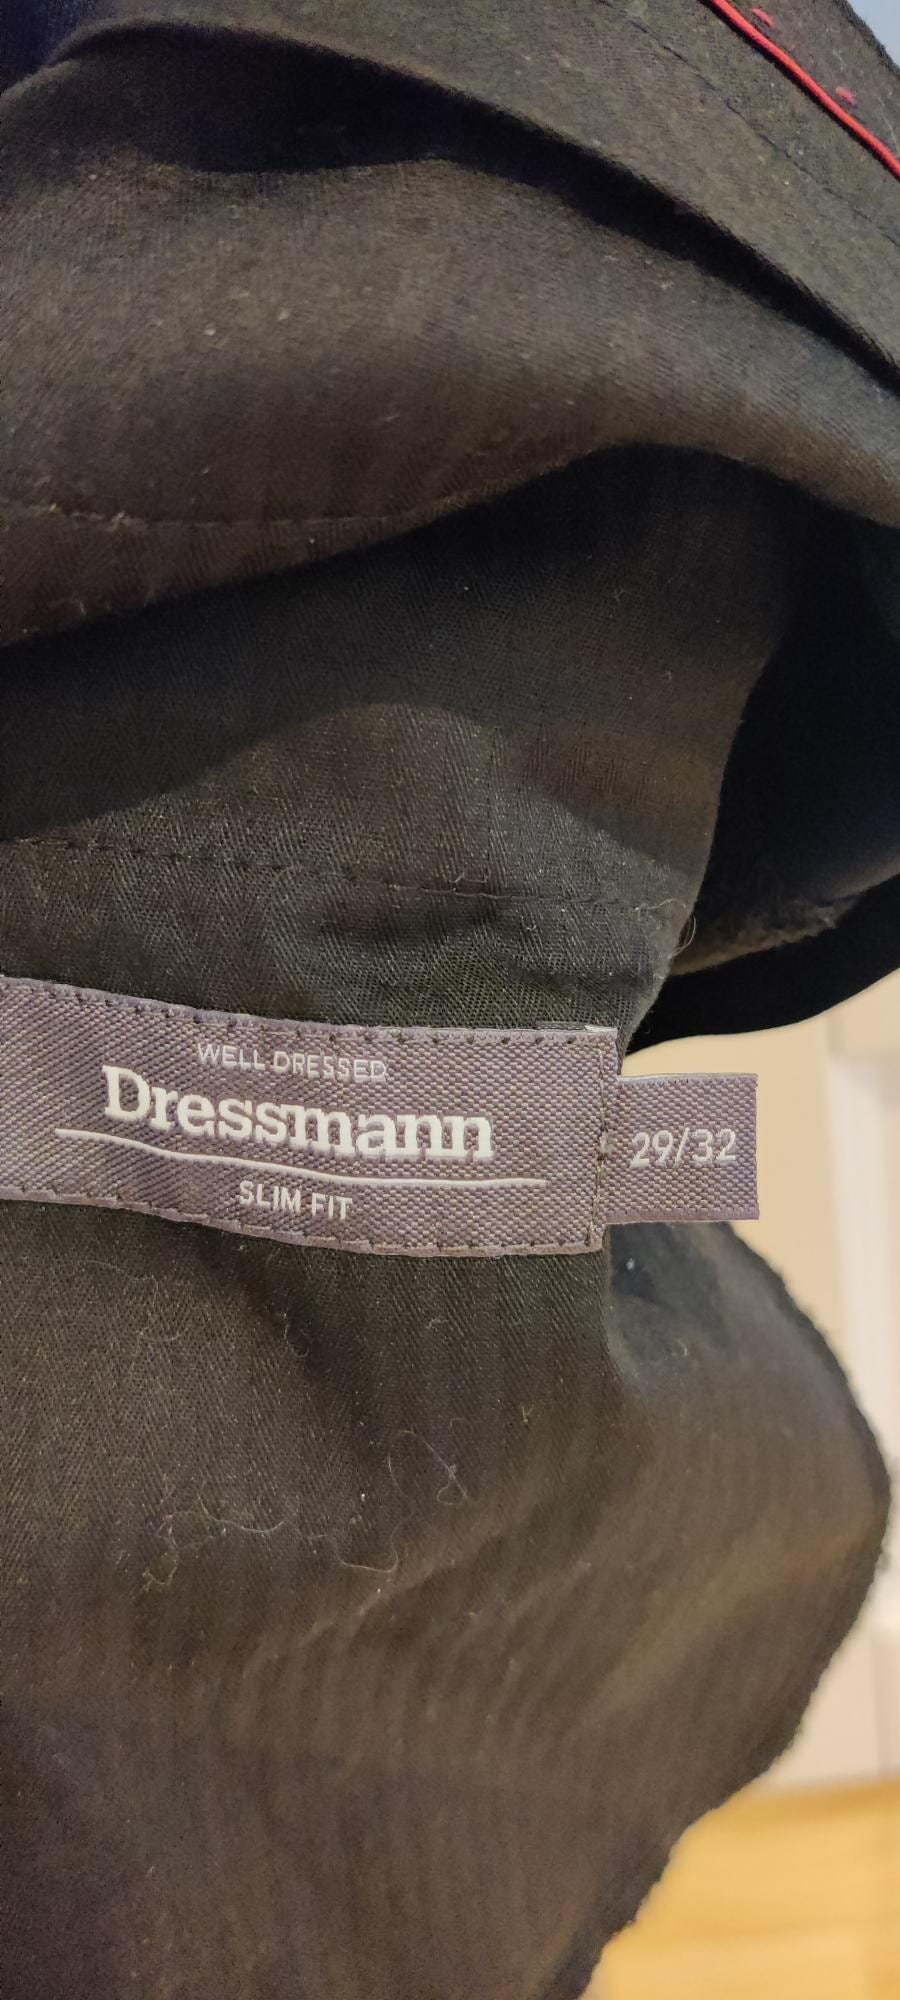 WELL DRESSED
Dressmann
SLIM FIT
29/32